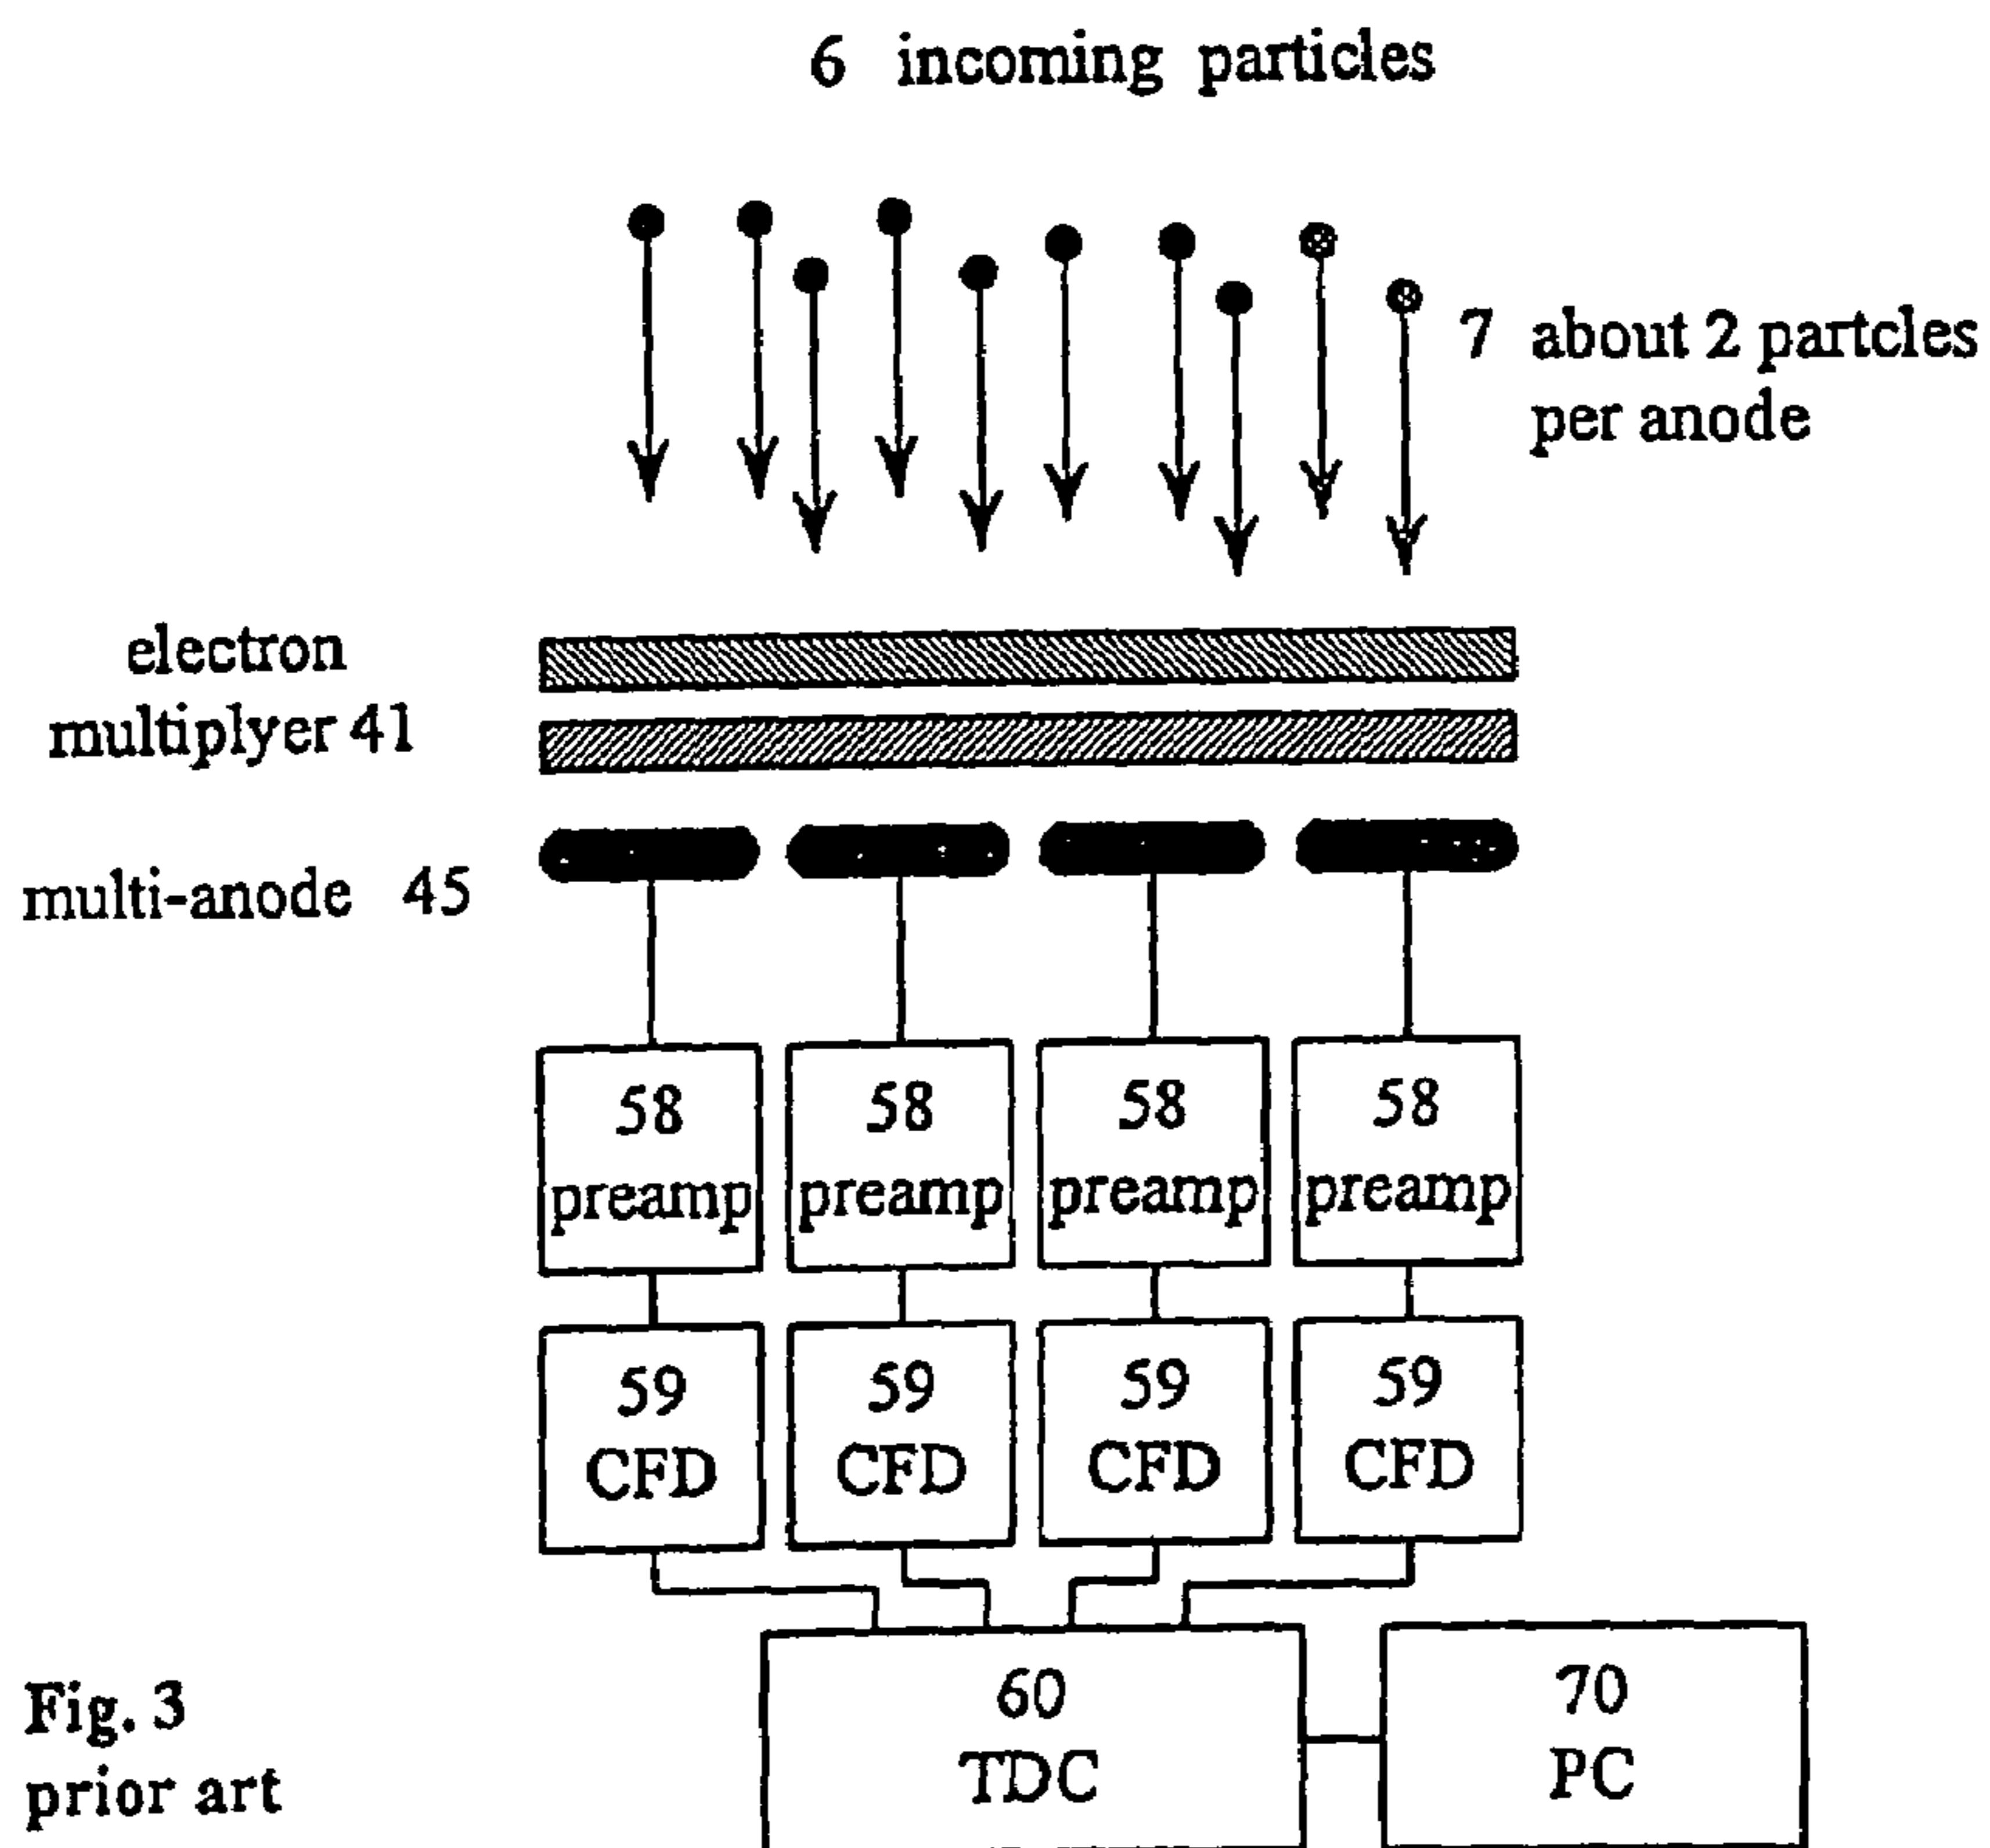 6 incoming particles
7 about 2 partcles
per anode
electron
multiplyer 41
multi-anode 45
58 58 58 58
preamp preamp preamp preamp
59 59 59 59
CFD CFD CFD CFD
60 70
TDC PC
Fig. 3
prior art